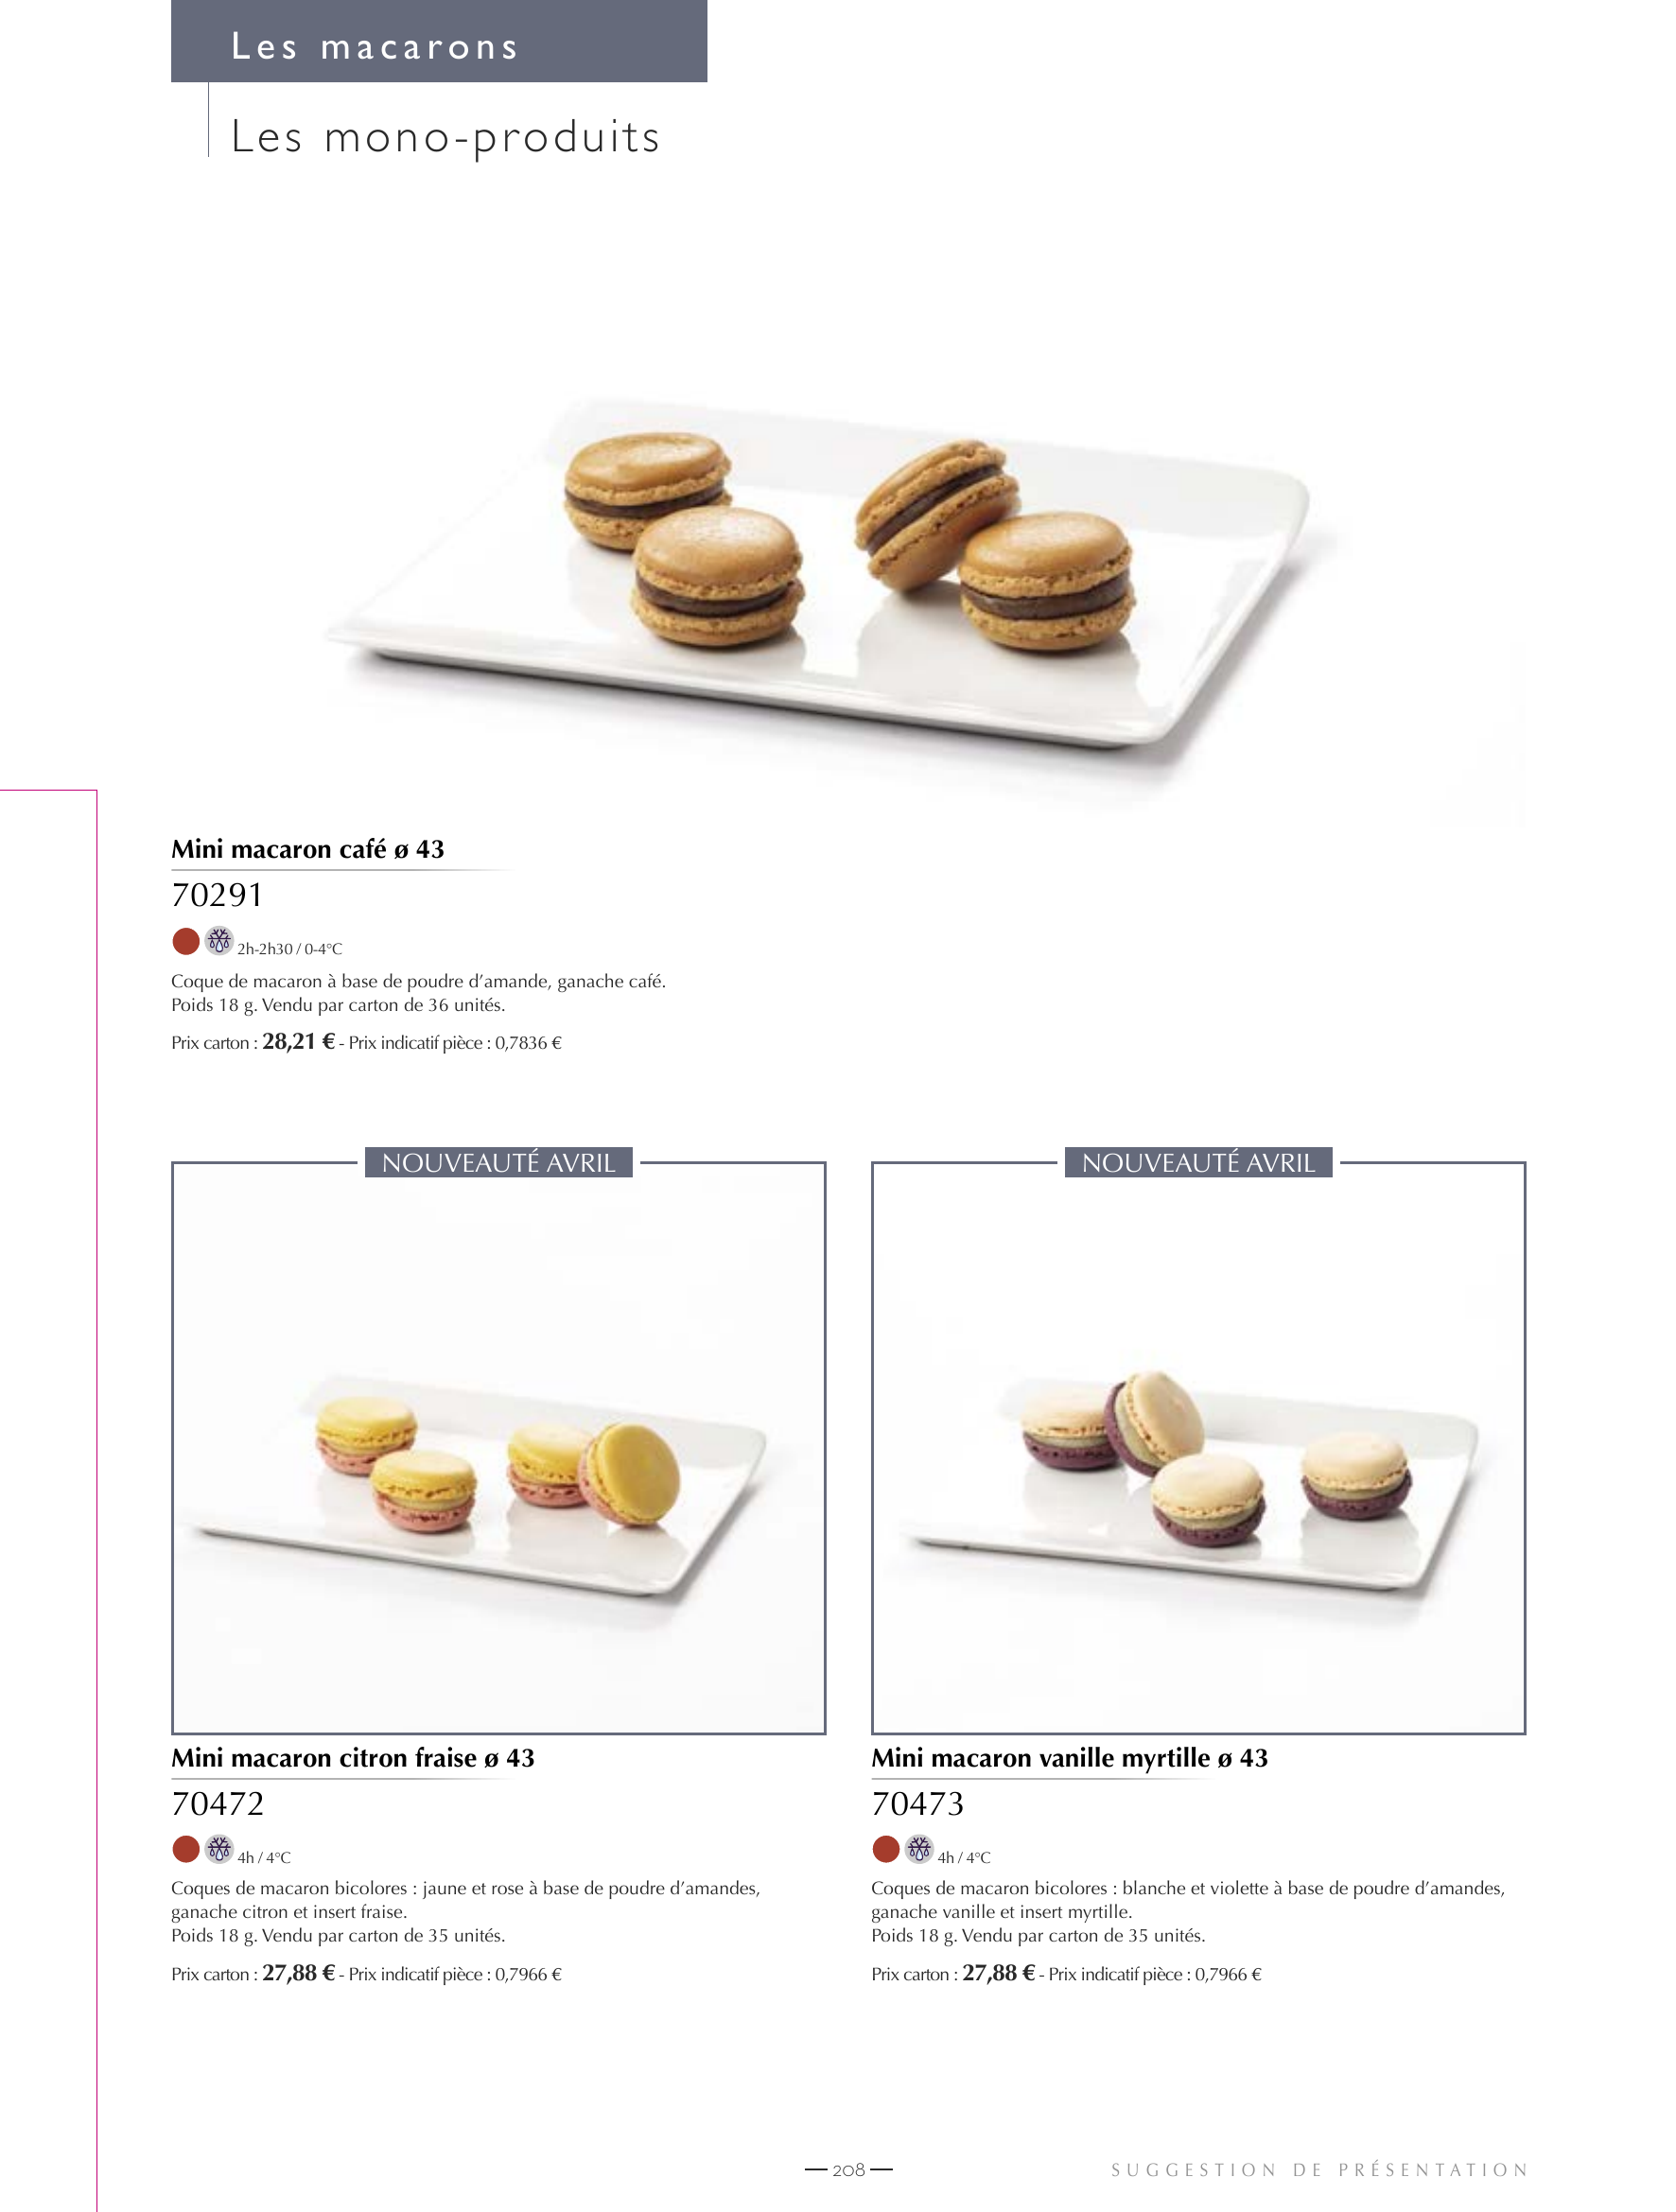 Les macarons
Les mono-produits
Mini macaron café ø 43
70291
2h-2h30 / 0-4°C
Coque de macaron à base de poudre d’amande, ganache café.
Poids 18 g. Vendu par carton de 36 unités.
Prix carton : 28,21 € - Prix indicatif pièce : 0,7836 €
NOUVEAUTÉ AVRIL
Mini macaron citron fraise ø 43
70472
4h / 4°C
Coques de macaron bicolores : jaune et rose à base de poudre d’amandes,
ganache citron et insert fraise.
Poids 18 g. Vendu par carton de 35 unités.
Prix carton : 27,88 € - Prix indicatif pièce : 0,7966 €
NOUVEAUTÉ AVRIL
Mini macaron vanille myrtille ø 43
70473
4h / 4°C
Coques de macaron bicolores : blanche et violette à base de poudre d’amandes,
ganache vanille et insert myrtille.
Poids 18 g. Vendu par carton de 35 unités.
Prix carton : 27,88 € - Prix indicatif pièce : 0,7966 €
208
SUGGESTION DE PRÉSENTATION